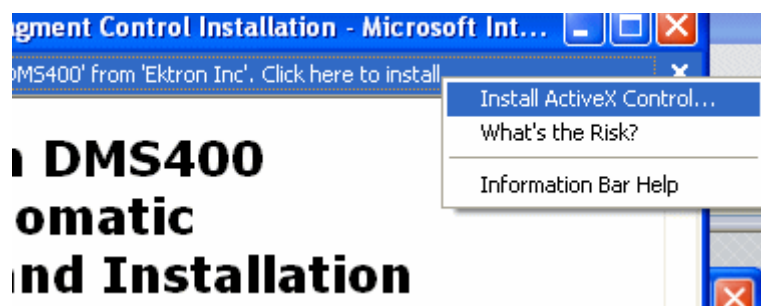 gment Control Installation - Microsoft Int...
DMS400' from 'Ektron Inc'. Click here to install
Install ActiveX Control...
What's the Risk?
Information Bar Help
DMS400
omatic
nd Installation